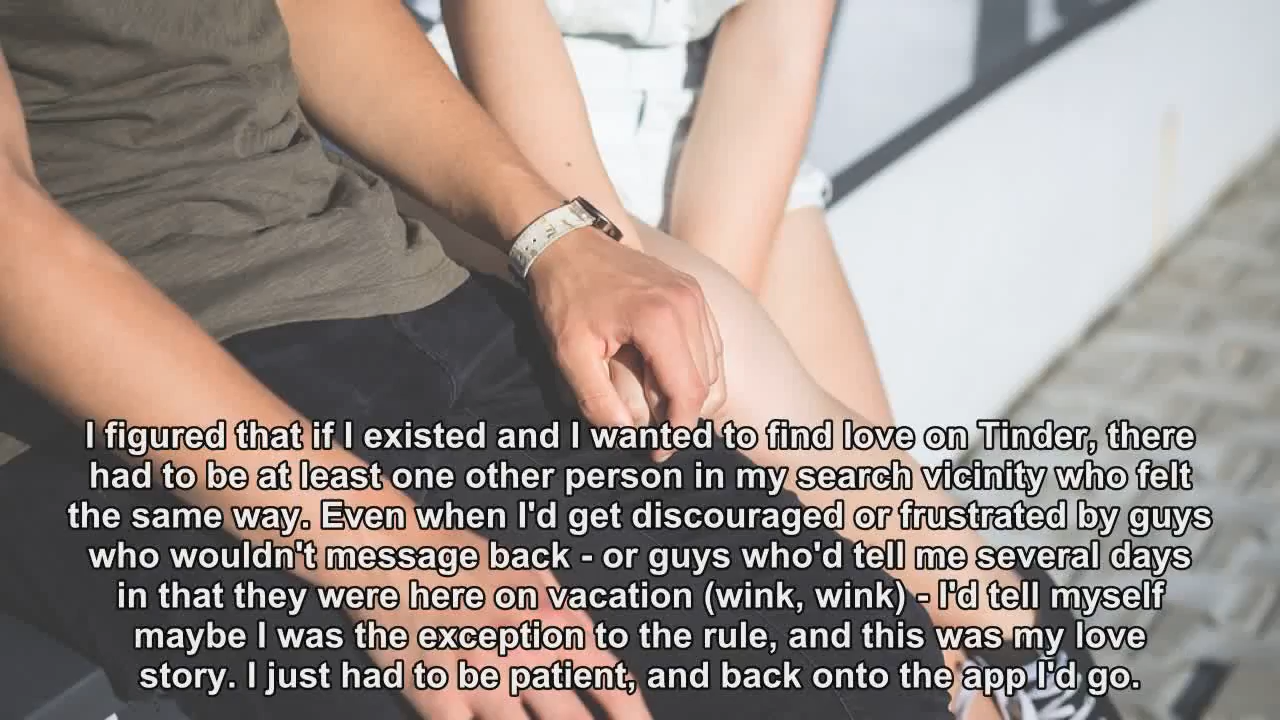 I figured that if I existed and I wanted to find love on Tinder, there
had to be at least one other person in my search vicinity who felt
the same way. Even when I'd get discouraged or frustrated by guys
who wouldn't message back - or guys who'd tell me several days
in that they were here on vacation (wink, wink) - I'd tell myself
maybe I was the exception to the rule, and this was my love
story. I just had to be patient, and back onto the app I'd go.